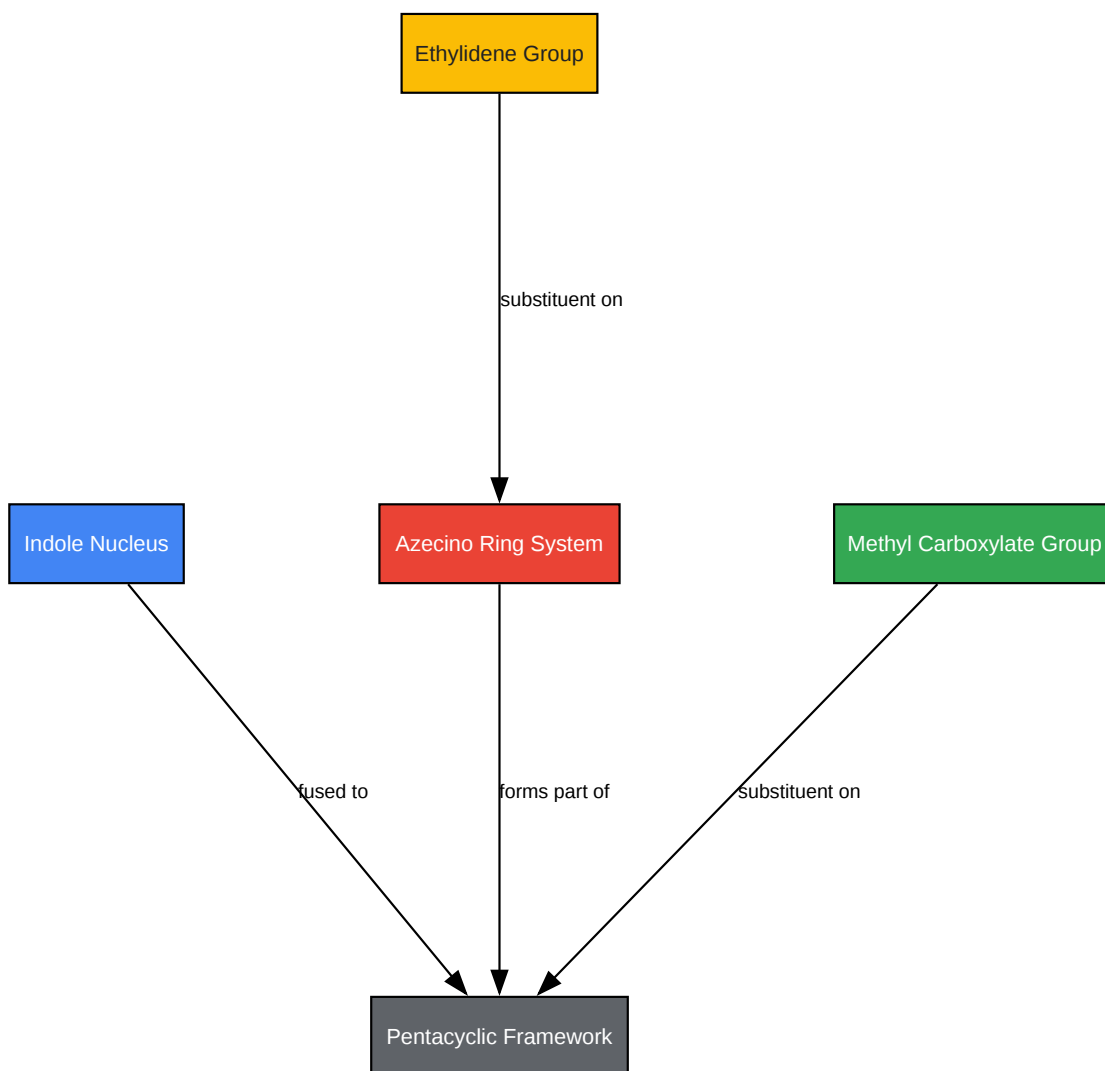 Ethylidene Group
substituent on
Indole Nucleus
Azecino Ring System
Methyl Carboxylate Group
fused to
forms part of
substituent on
Pentacyclic Framework